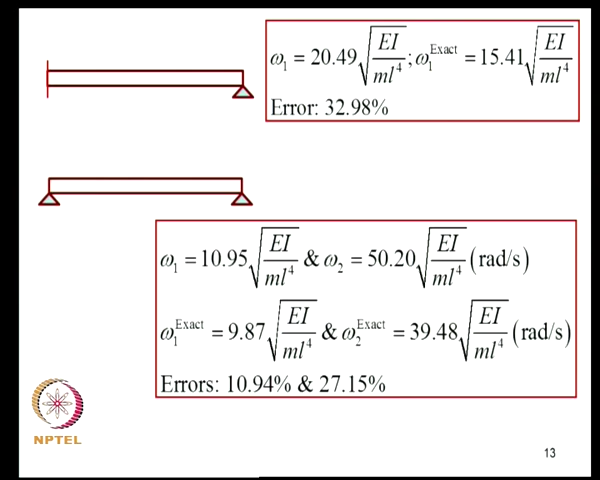 ω₁ = 20.49√(EI/ml⁴); ω₁^Exact = 15.41√(EI/ml⁴)
Error: 32.98%
ω₁ = 10.95√(EI/ml⁴) & ω₂ = 50.20√(EI/ml⁴) (rad/s)
ω₁^Exact = 9.87√(EI/ml⁴) & ω₂^Exact = 39.48√(EI/ml⁴) (rad/s)
Errors: 10.94% & 27.15%
NPTEL
13